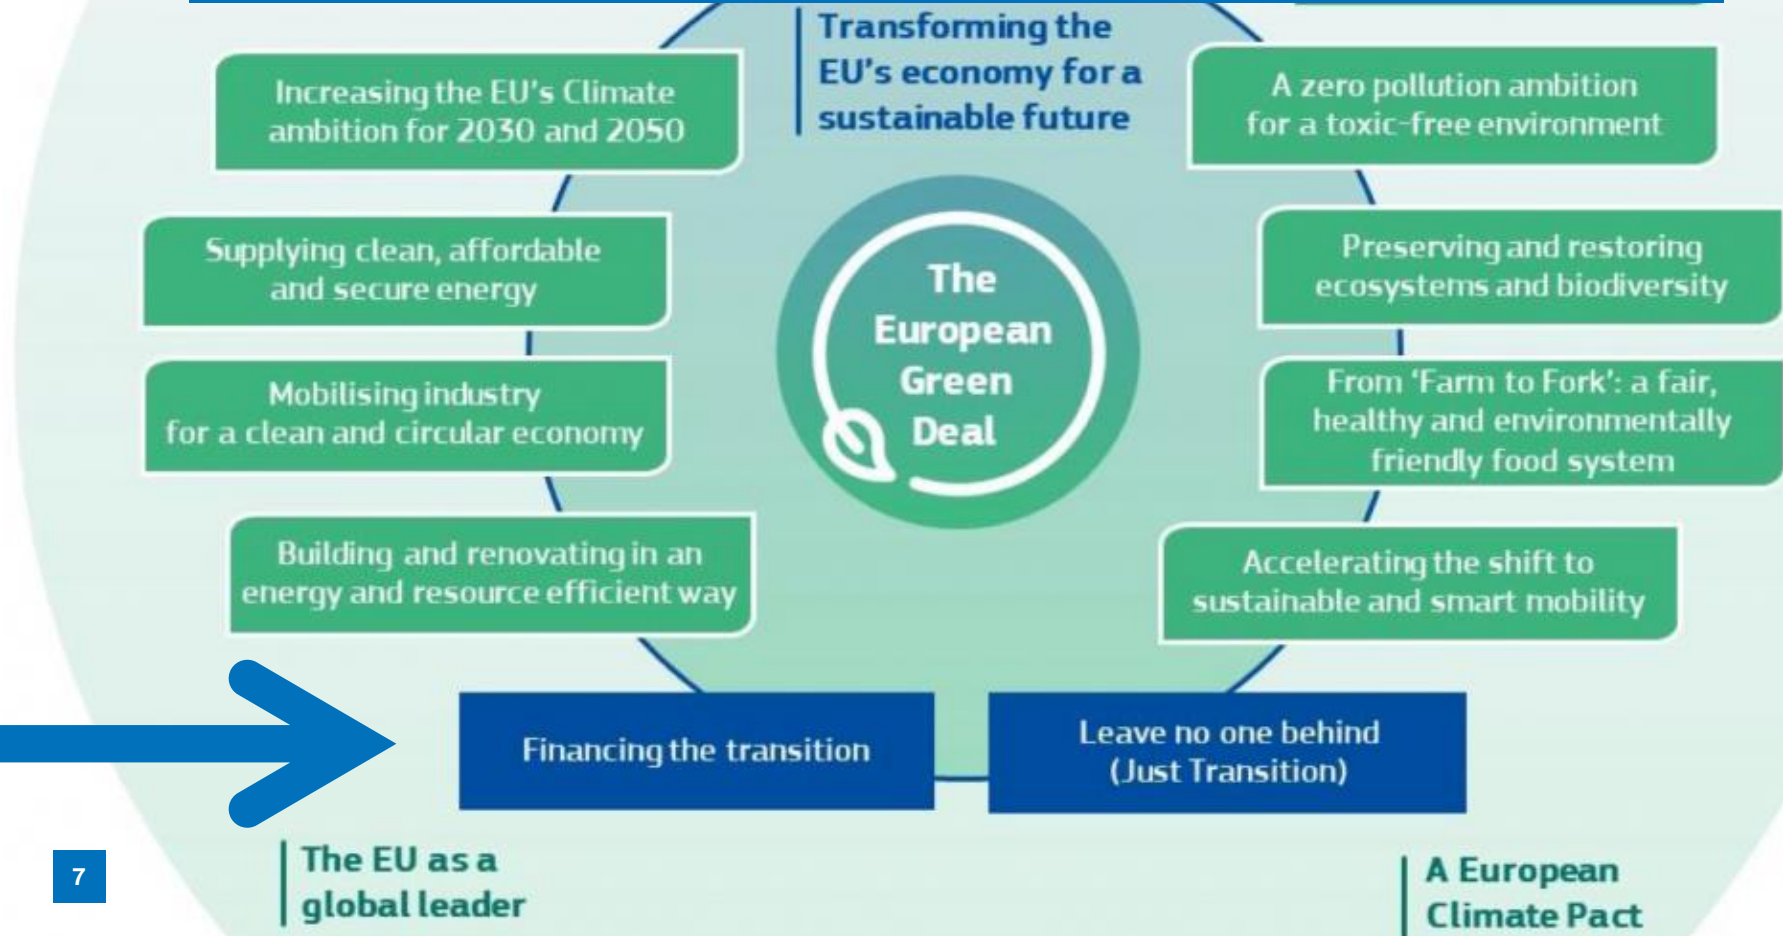 Transforming the
EU's economy for a
sustainable future
Increasing the EU's Climate
ambition for 2030 and 2050
A zero pollution ambition
for a toxic-free environment
Supplying clean, affordable
and secure energy
Preserving and restoring
ecosystems and biodiversity
The
European
Green
Deal
Mobilising industry
for a clean and circular economy
From ‘Farm to Fork’: a fair,
healthy and environmentally
friendly food system
Building and renovating in an
energy and resource efficient way
Accelerating the shift to
sustainable and smart mobility
Financing the transition
Leave no one behind
(Just Transition)
The EU as a
global leader
A European
Climate Pact
7